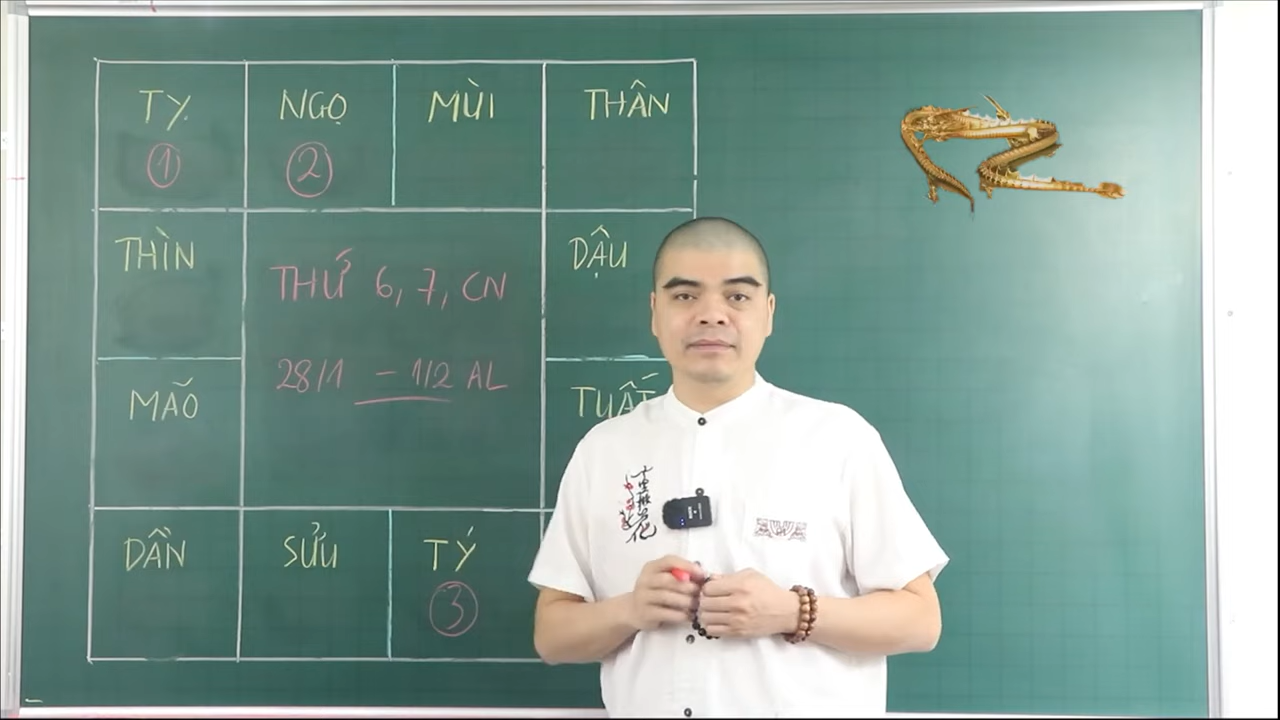 TỴ NGỌ MÙI THÂN
① ②
THÌN DẬU
THỨ 6, 7, CN
28/1 - 1/2 AL
MÃO TUẤT
DẦN SỬU TÝ
③